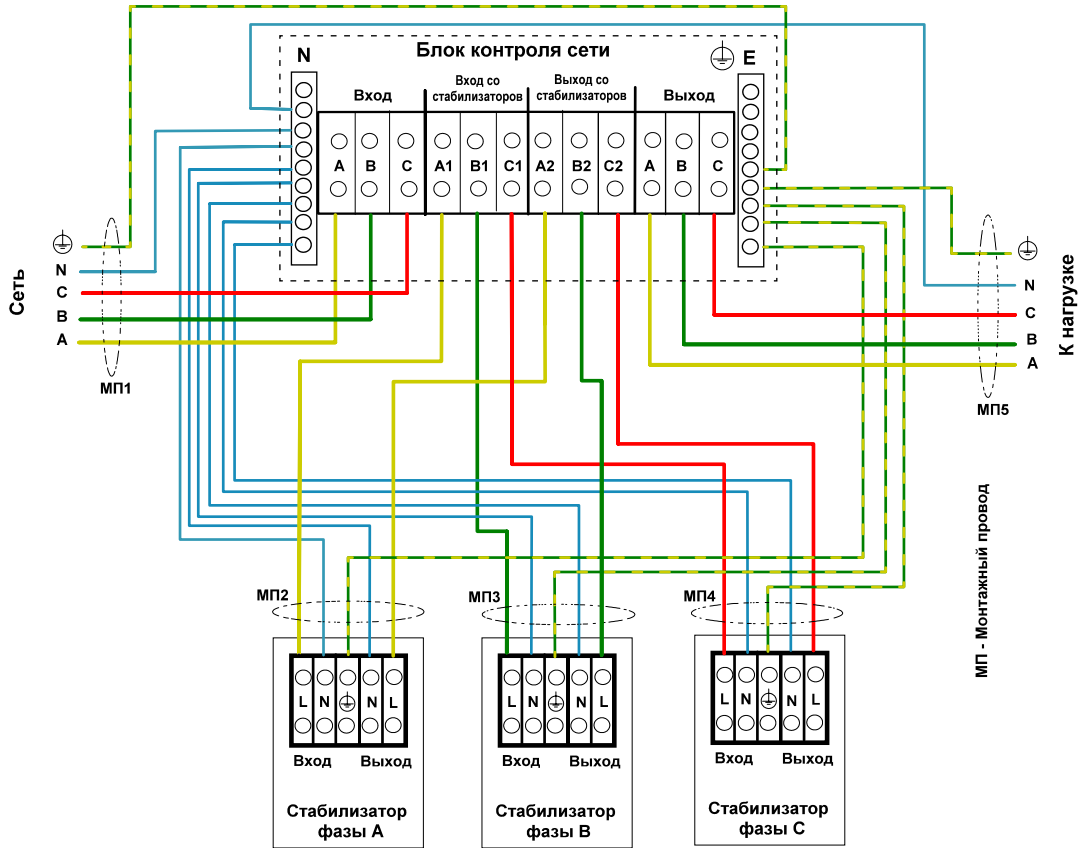 Блок контроля сети
N
E
Вход
Вход со
стабилизаторов
Выход со
стабилизаторов
Выход
A B C A1 B1 C1 A2 B2 C2 A B C
Сеть
N
C
B
A
МП1
N
C
B
A
К нагрузке
МП5
МП - Монтажный провод
МП2
МП3
МП4
L N N L
Вход Выход
Стабилизатор
фазы A
L N N L
Вход Выход
Стабилизатор
фазы B
L N N L
Вход Выход
Стабилизатор
фазы C